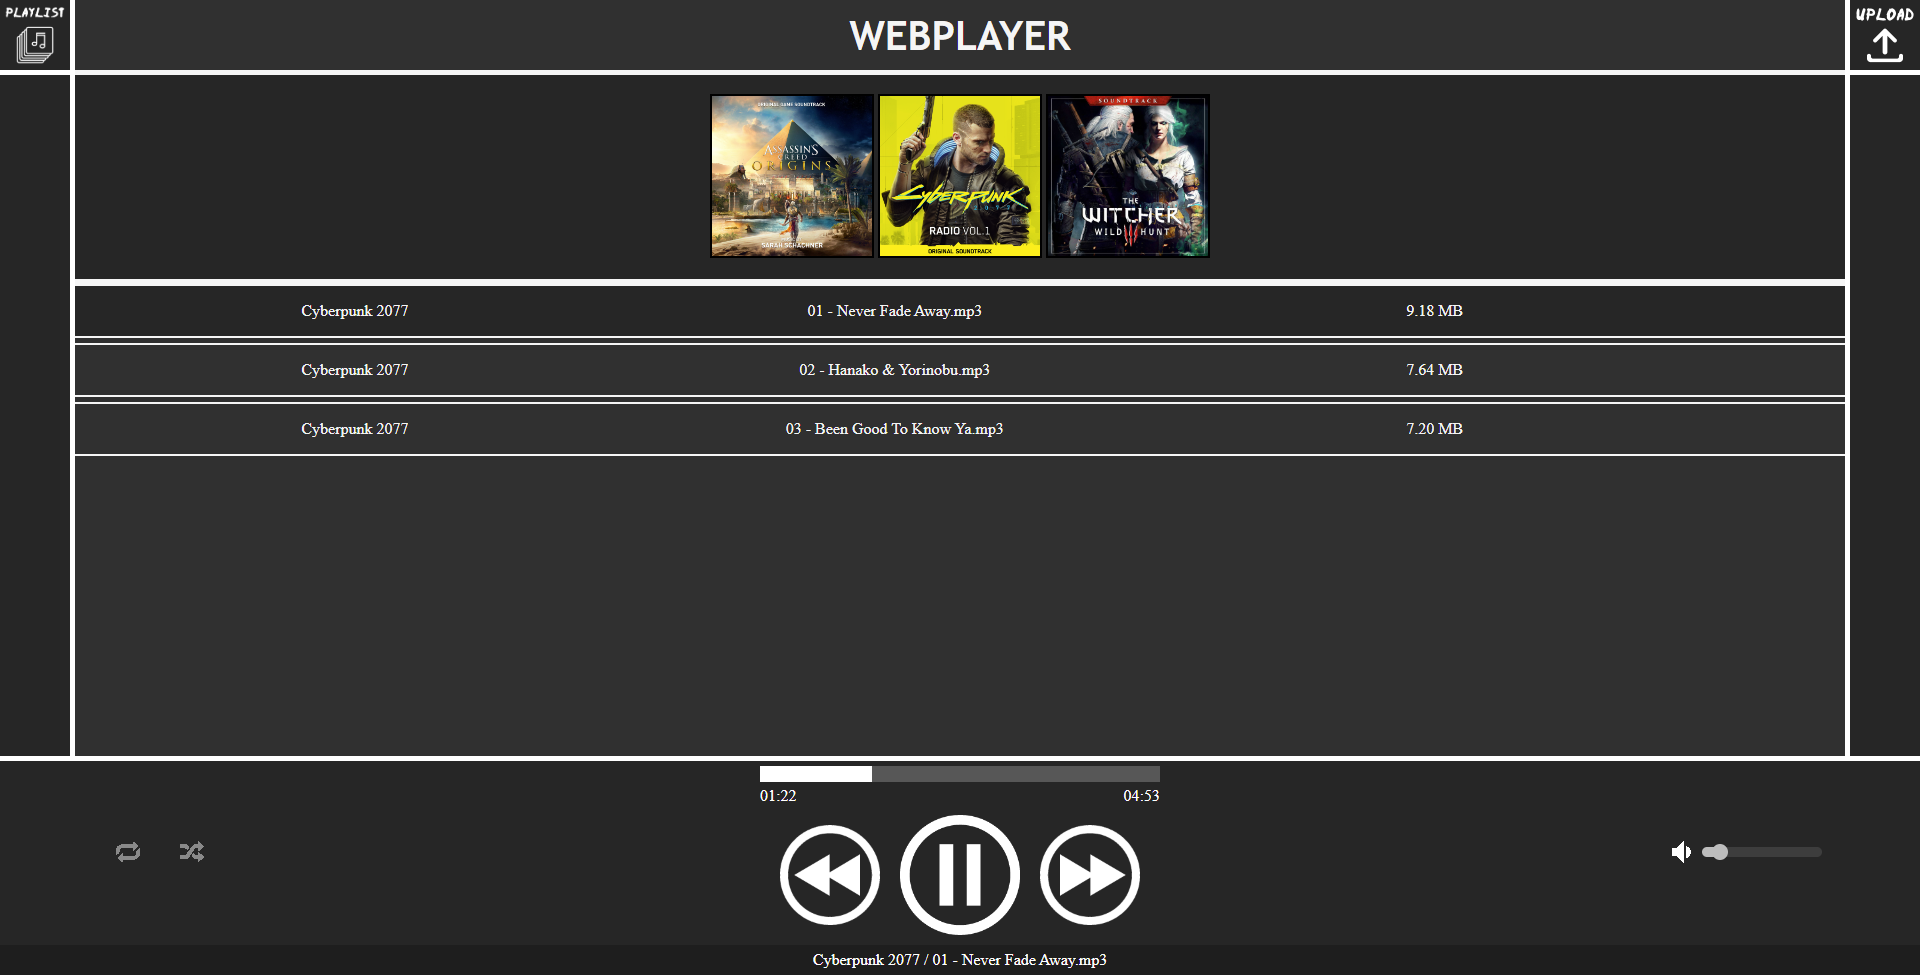 PLAYLIST
WEBPLAYER
UPLOAD
ORIGINAL GAME SOUNDTRACK
ASSASSIN'S
CREED
ORIGINS
SARAH SCHACHNER
Cyberpunk
2077
RADIO VOL.1
ORIGINAL SOUNDTRACK
SOUNDTRACK
THE
WITCHER
WILD HUNT
Cyberpunk 2077 01 - Never Fade Away.mp3 9.18 MB
Cyberpunk 2077 02 - Hanako & Yorinobu.mp3 7.64 MB
Cyberpunk 2077 03 - Been Good To Know Ya.mp3 7.20 MB
01:22 04:53
Cyberpunk 2077 / 01 - Never Fade Away.mp3